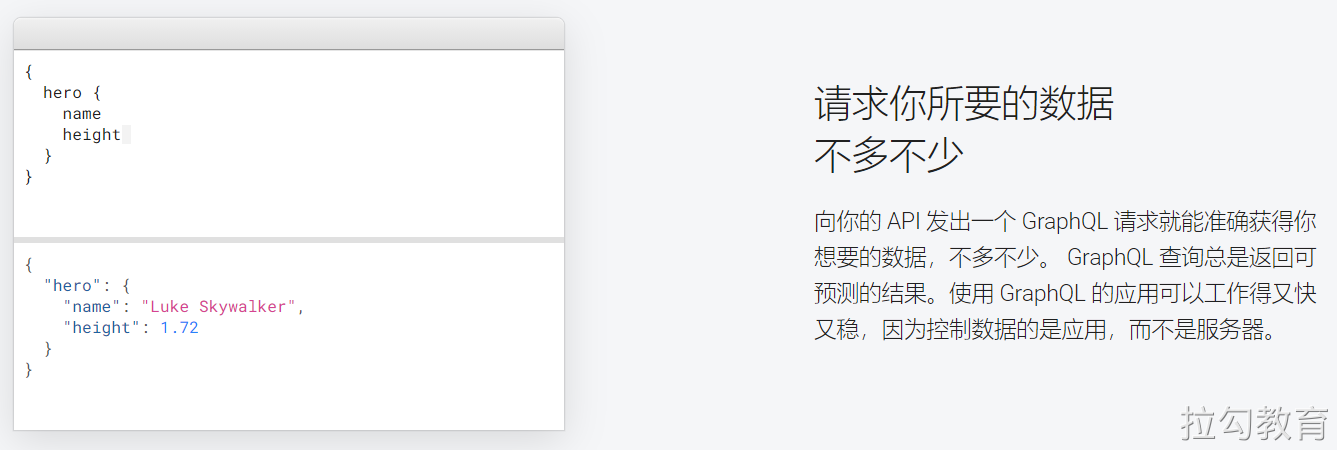 {
  hero {
    name
    height
  }
}
{
  "hero": {
    "name": "Luke Skywalker",
    "height": 1.72
  }
}
请求你所要的数据
不多不少
向你的 API 发出一个 GraphQL 请求就能准确获得你
想要的数据，不多不少。 GraphQL 查询总是返回可
预测的结果。使用 GraphQL 的应用可以工作得又快
又稳，因为控制数据的是应用，而不是服务器。
拉勾教育